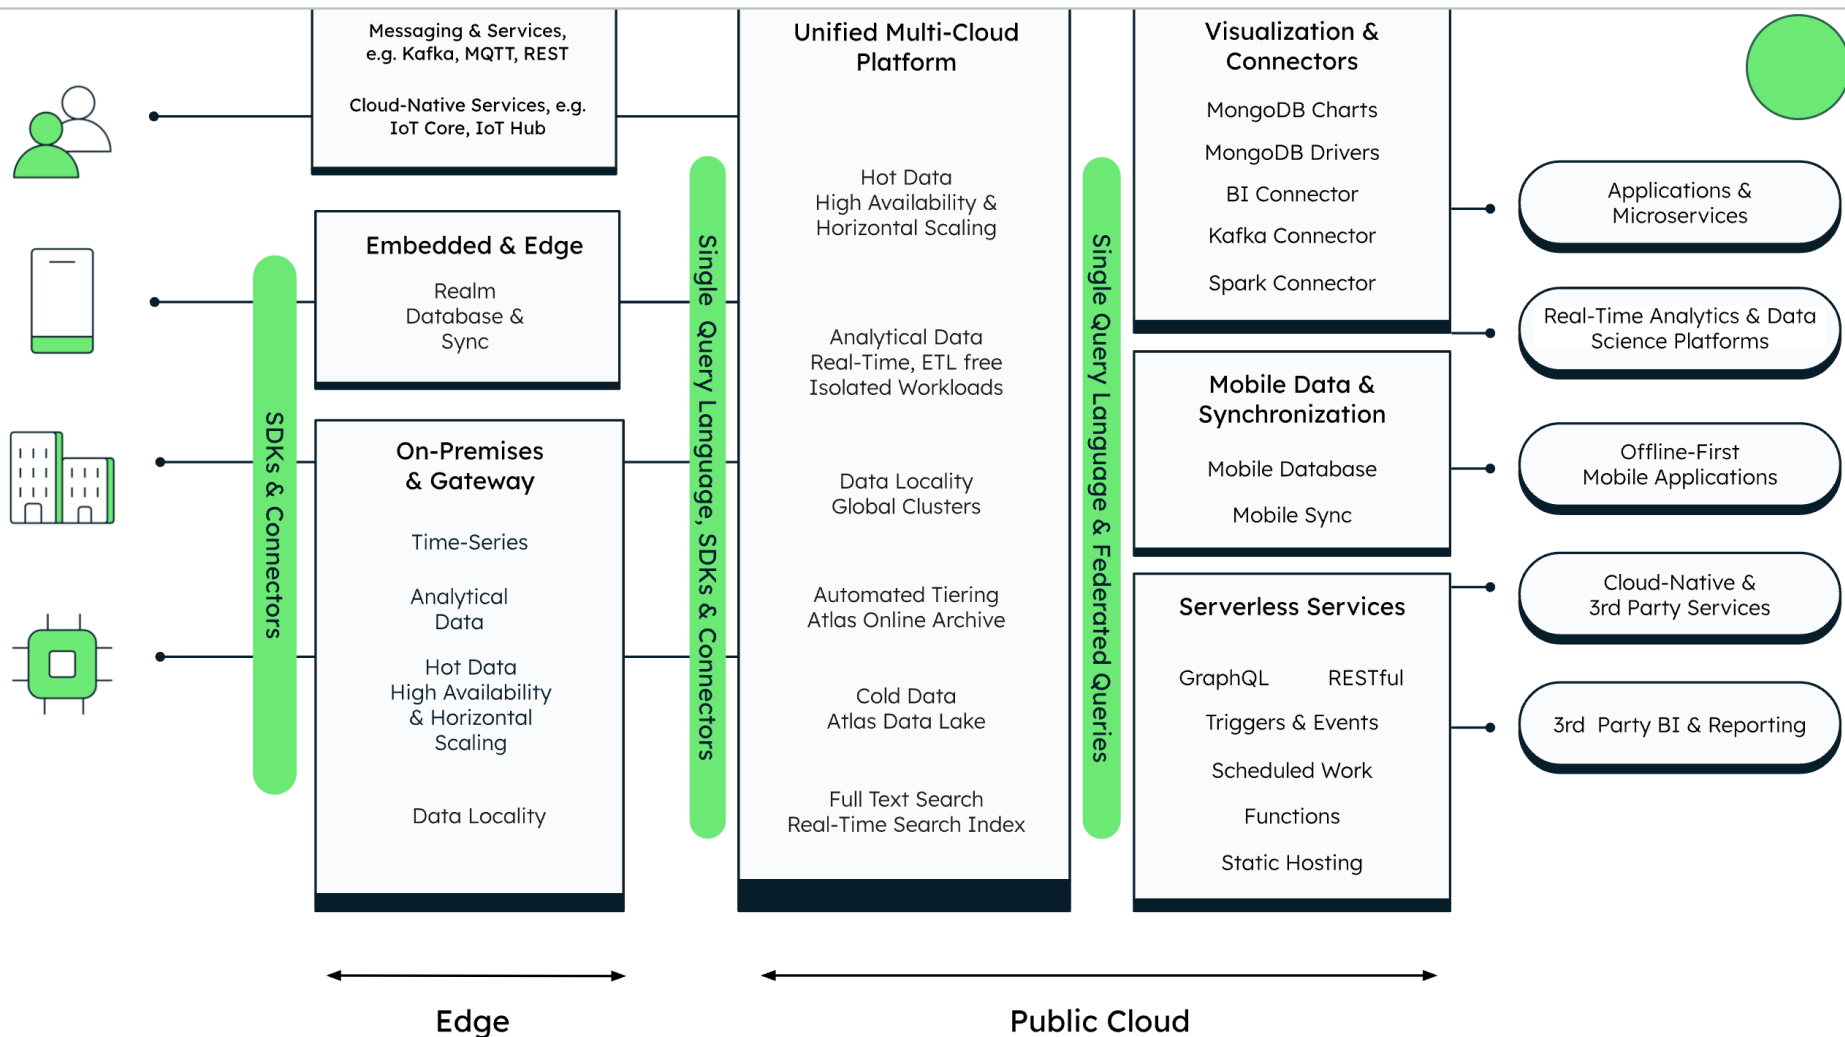 Messaging & Services,
e.g. Kafka, MQTT, REST
Cloud-Native Services, e.g.
IoT Core, IoT Hub
Embedded & Edge
Realm
Database &
Sync
On-Premises
& Gateway
Time-Series
Analytical
Data
Hot Data
High Availability
& Horizontal
Scaling
Data Locality
SDKs & Connectors
Single Query Language, SDKs & Connectors
Unified Multi-Cloud
Platform
Hot Data
High Availability &
Horizontal Scaling
Analytical Data
Real-Time, ETL free
Isolated Workloads
Data Locality
Global Clusters
Automated Tiering
Atlas Online Archive
Cold Data
Atlas Data Lake
Full Text Search
Real-Time Search Index
Single Query Language & Federated Queries
Visualization &
Connectors
MongoDB Charts
MongoDB Drivers
BI Connector
Kafka Connector
Spark Connector
Mobile Data &
Synchronization
Mobile Database
Mobile Sync
Serverless Services
GraphQL RESTful
Triggers & Events
Scheduled Work
Functions
Static Hosting
Applications &
Microservices
Real-Time Analytics & Data
Science Platforms
Offline-First
Mobile Applications
Cloud-Native &
3rd Party Services
3rd Party BI & Reporting
Edge
Public Cloud